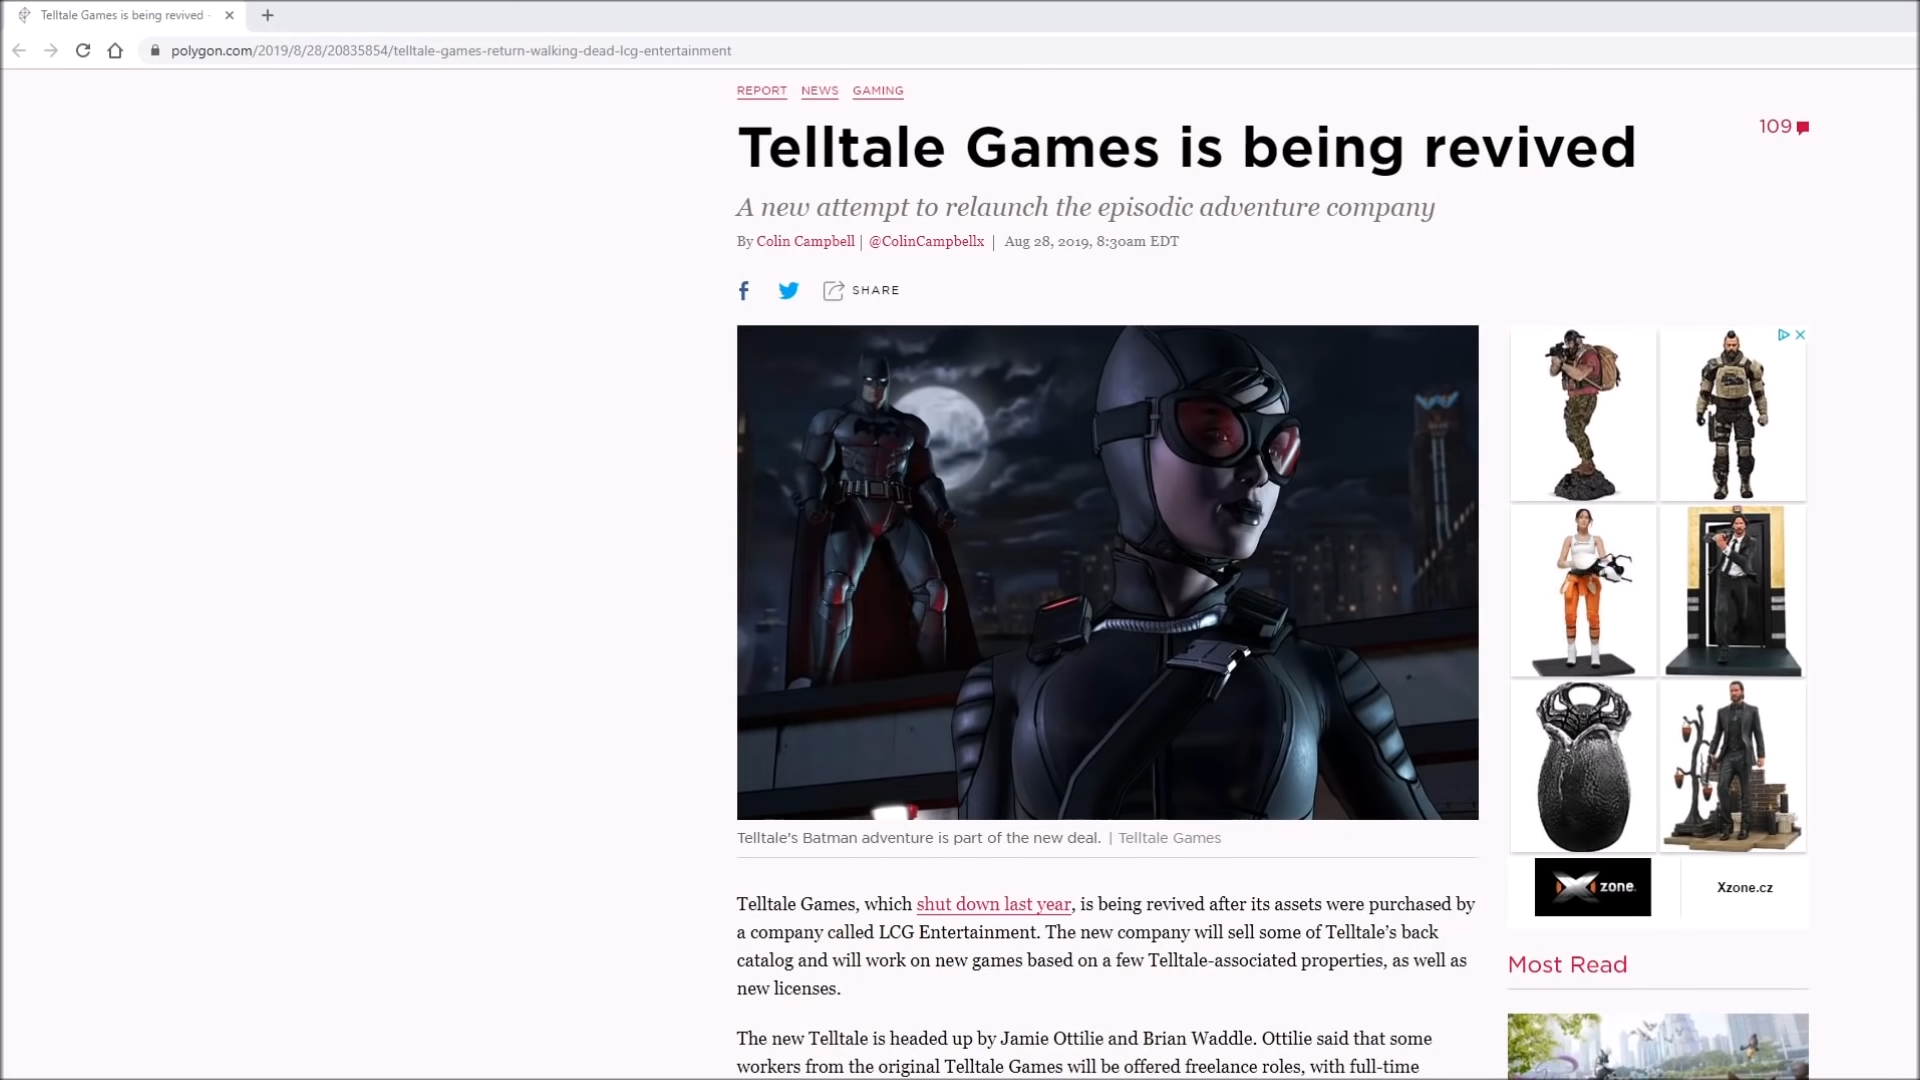 Telltale Games is being revived -
polygon.com/2019/8/28/20835854/telltale-games-return-walking-dead-lcg-entertainment
REPORT NEWS GAMING
Telltale Games is being revived
109
A new attempt to relaunch the episodic adventure company
By Colin Campbell | @ColinCampbellx | Aug 28, 2019, 8:30am EDT
SHARE
Telltale's Batman adventure is part of the new deal. | Telltale Games
Telltale Games, which shut down last year, is being revived after its assets were purchased by
a company called LCG Entertainment. The new company will sell some of Telltale's back
catalog and will work on new games based on a few Telltale-associated properties, as well as
new licenses.
The new Telltale is headed up by Jamie Ottilie and Brian Waddle. Ottilie said that some
workers from the original Telltale Games will be offered freelance roles, with full-time
X zone.
Xzone.cz
Most Read